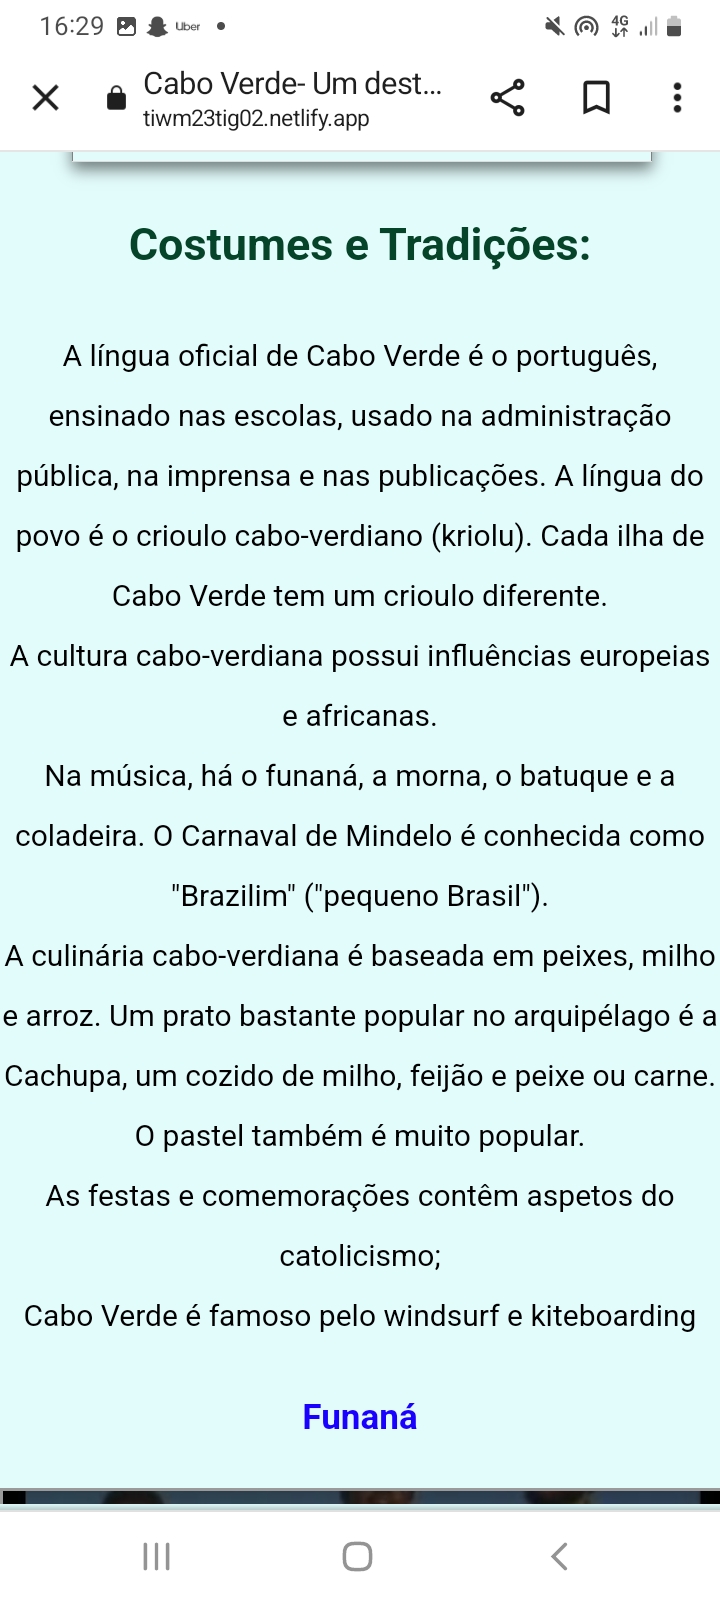 16:29 Uber 4G
Cabo Verde- Um dest...
tiwm23tig02.netlify.app
Costumes e Tradições:
A língua oficial de Cabo Verde é o português,
ensinado nas escolas, usado na administração
pública, na imprensa e nas publicações. A língua do
povo é o crioulo cabo-verdiano (kriolu). Cada ilha de
Cabo Verde tem um crioulo diferente.
A cultura cabo-verdiana possui influências europeias
e africanas.
Na música, há o funaná, a morna, o batuque e a
coladeira. O Carnaval de Mindelo é conhecida como
"Brazilim" ("pequeno Brasil").
A culinária cabo-verdiana é baseada em peixes, milho
e arroz. Um prato bastante popular no arquipélago é a
Cachupa, um cozido de milho, feijão e peixe ou carne.
O pastel também é muito popular.
As festas e comemorações contêm aspetos do
catolicismo;
Cabo Verde é famoso pelo windsurf e kiteboarding
Funaná